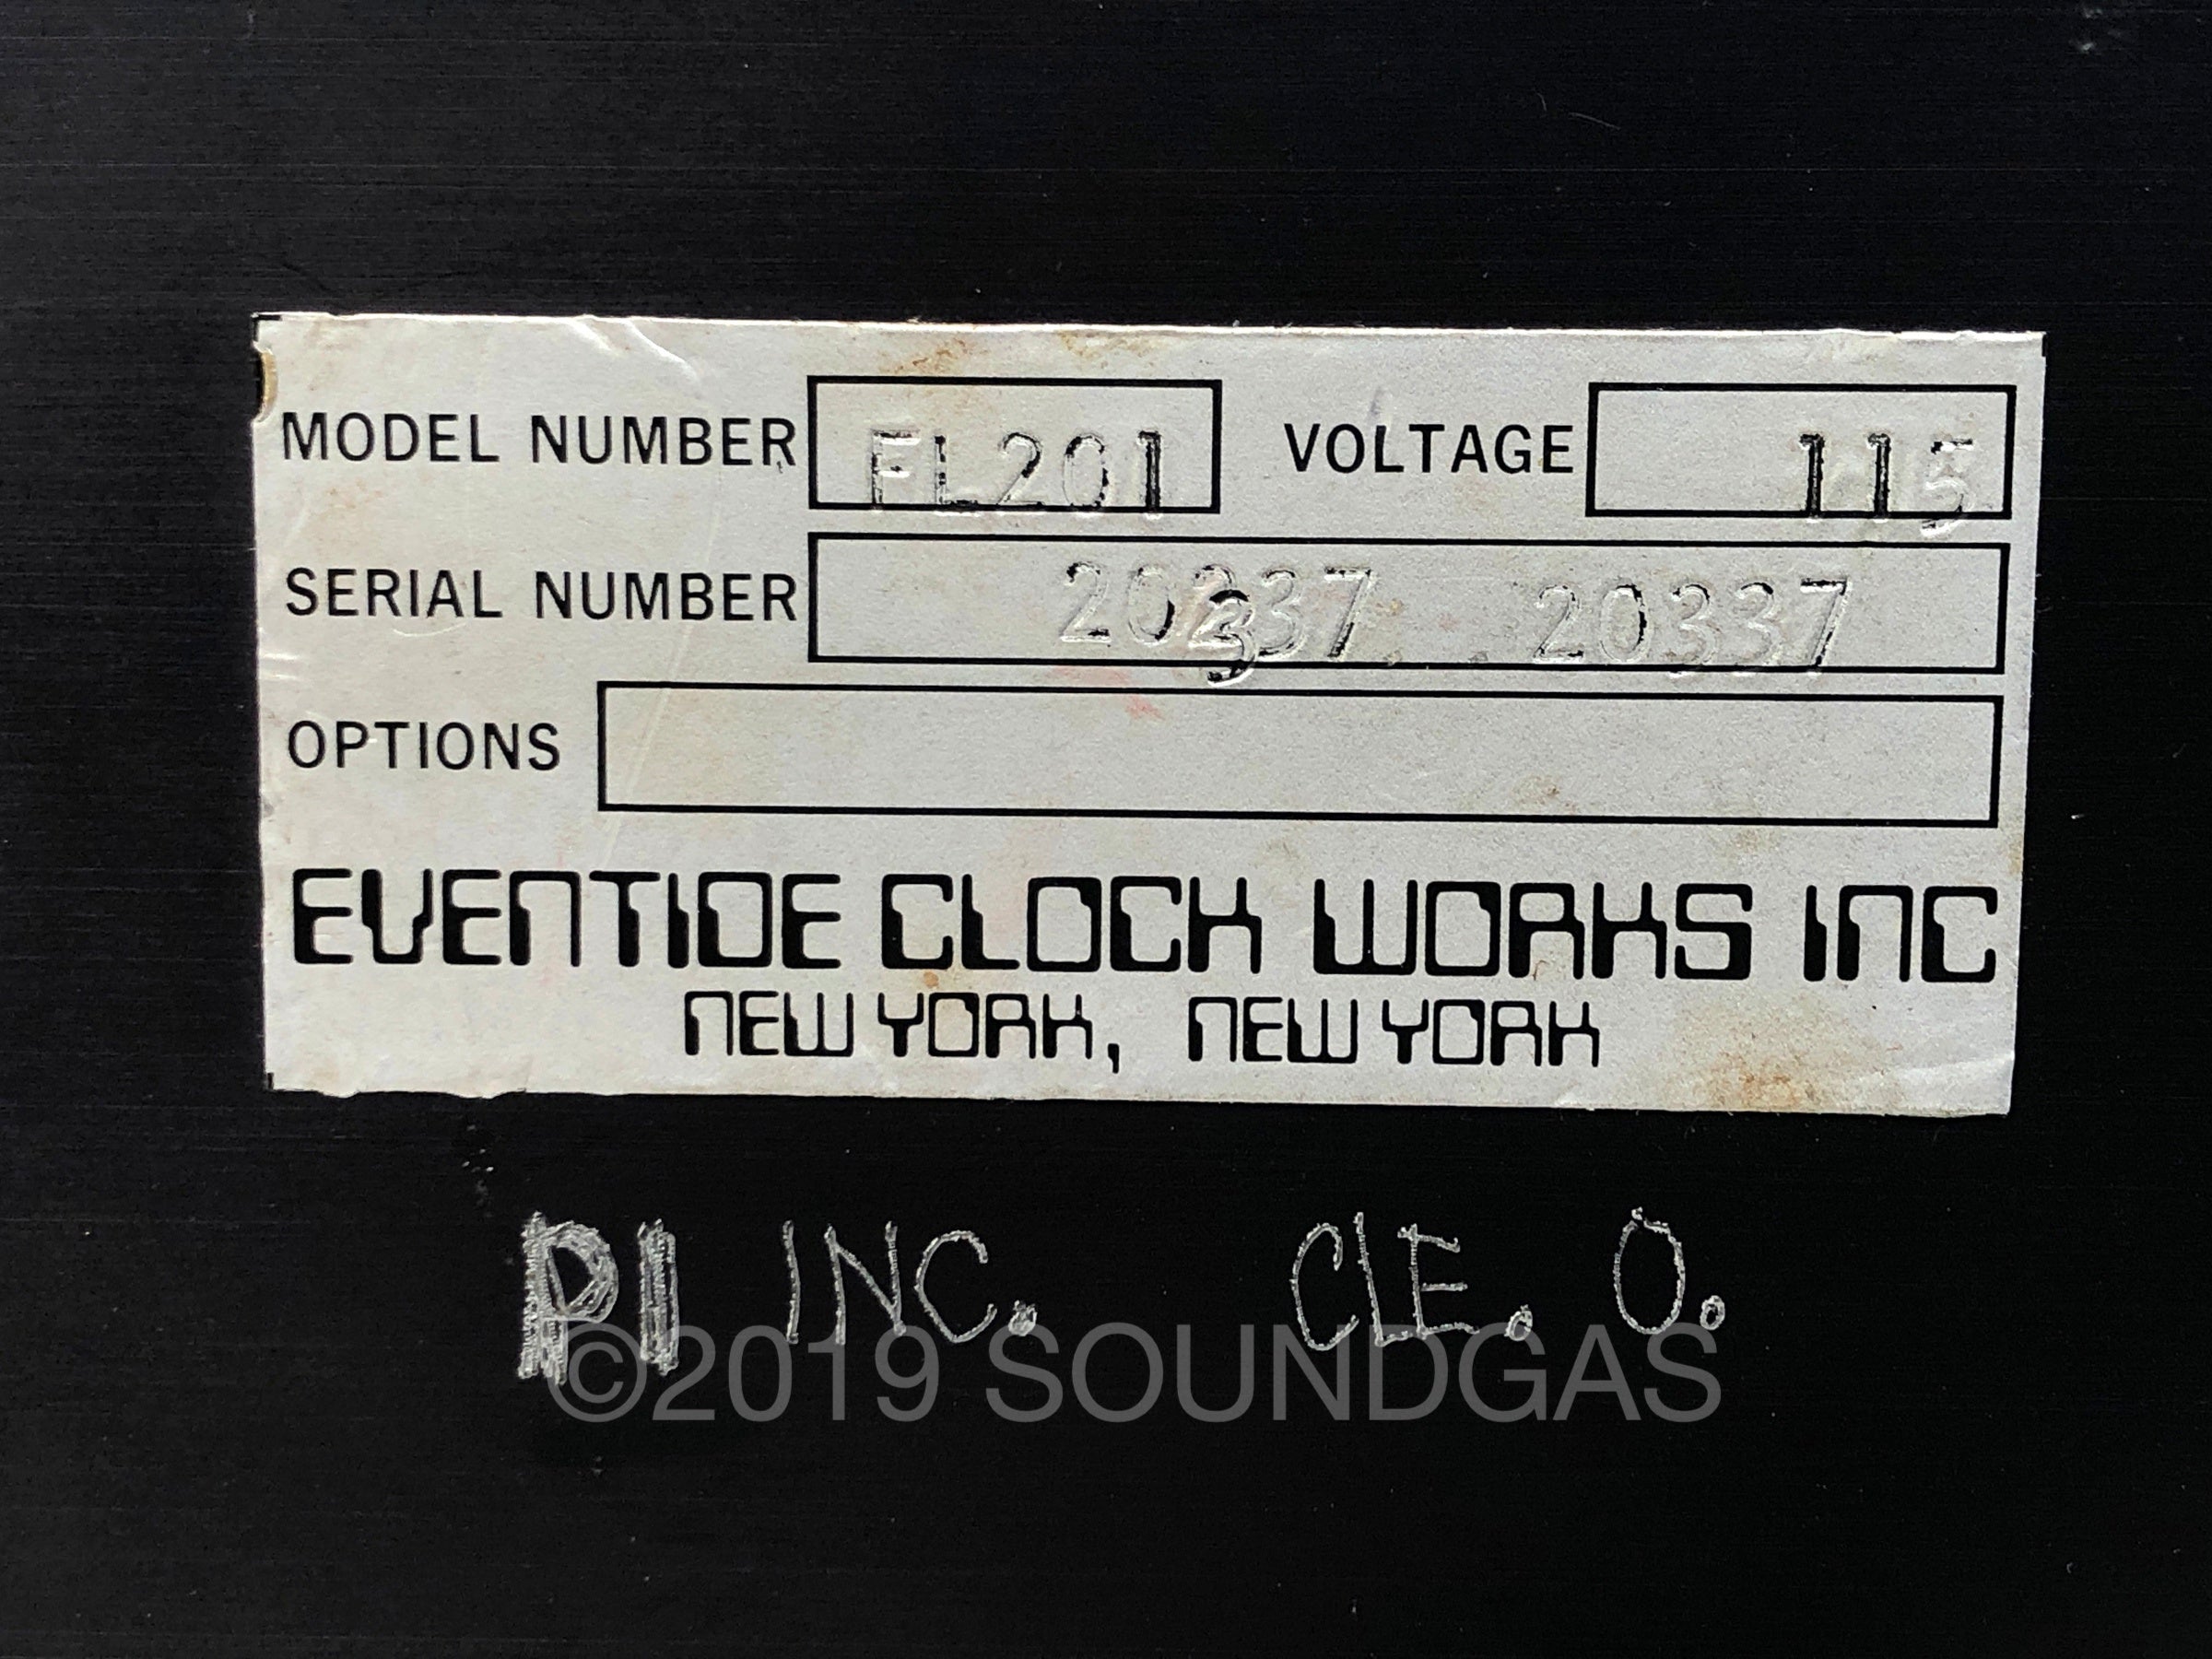 MODEL NUMBER FL201 VOLTAGE 115
SERIAL NUMBER 20337 20337
OPTIONS
EVENTIDE CLOCK WORKS INC
NEW YORK, NEW YORK
PI INC. CLE. O.
©2019 SOUNDGAS